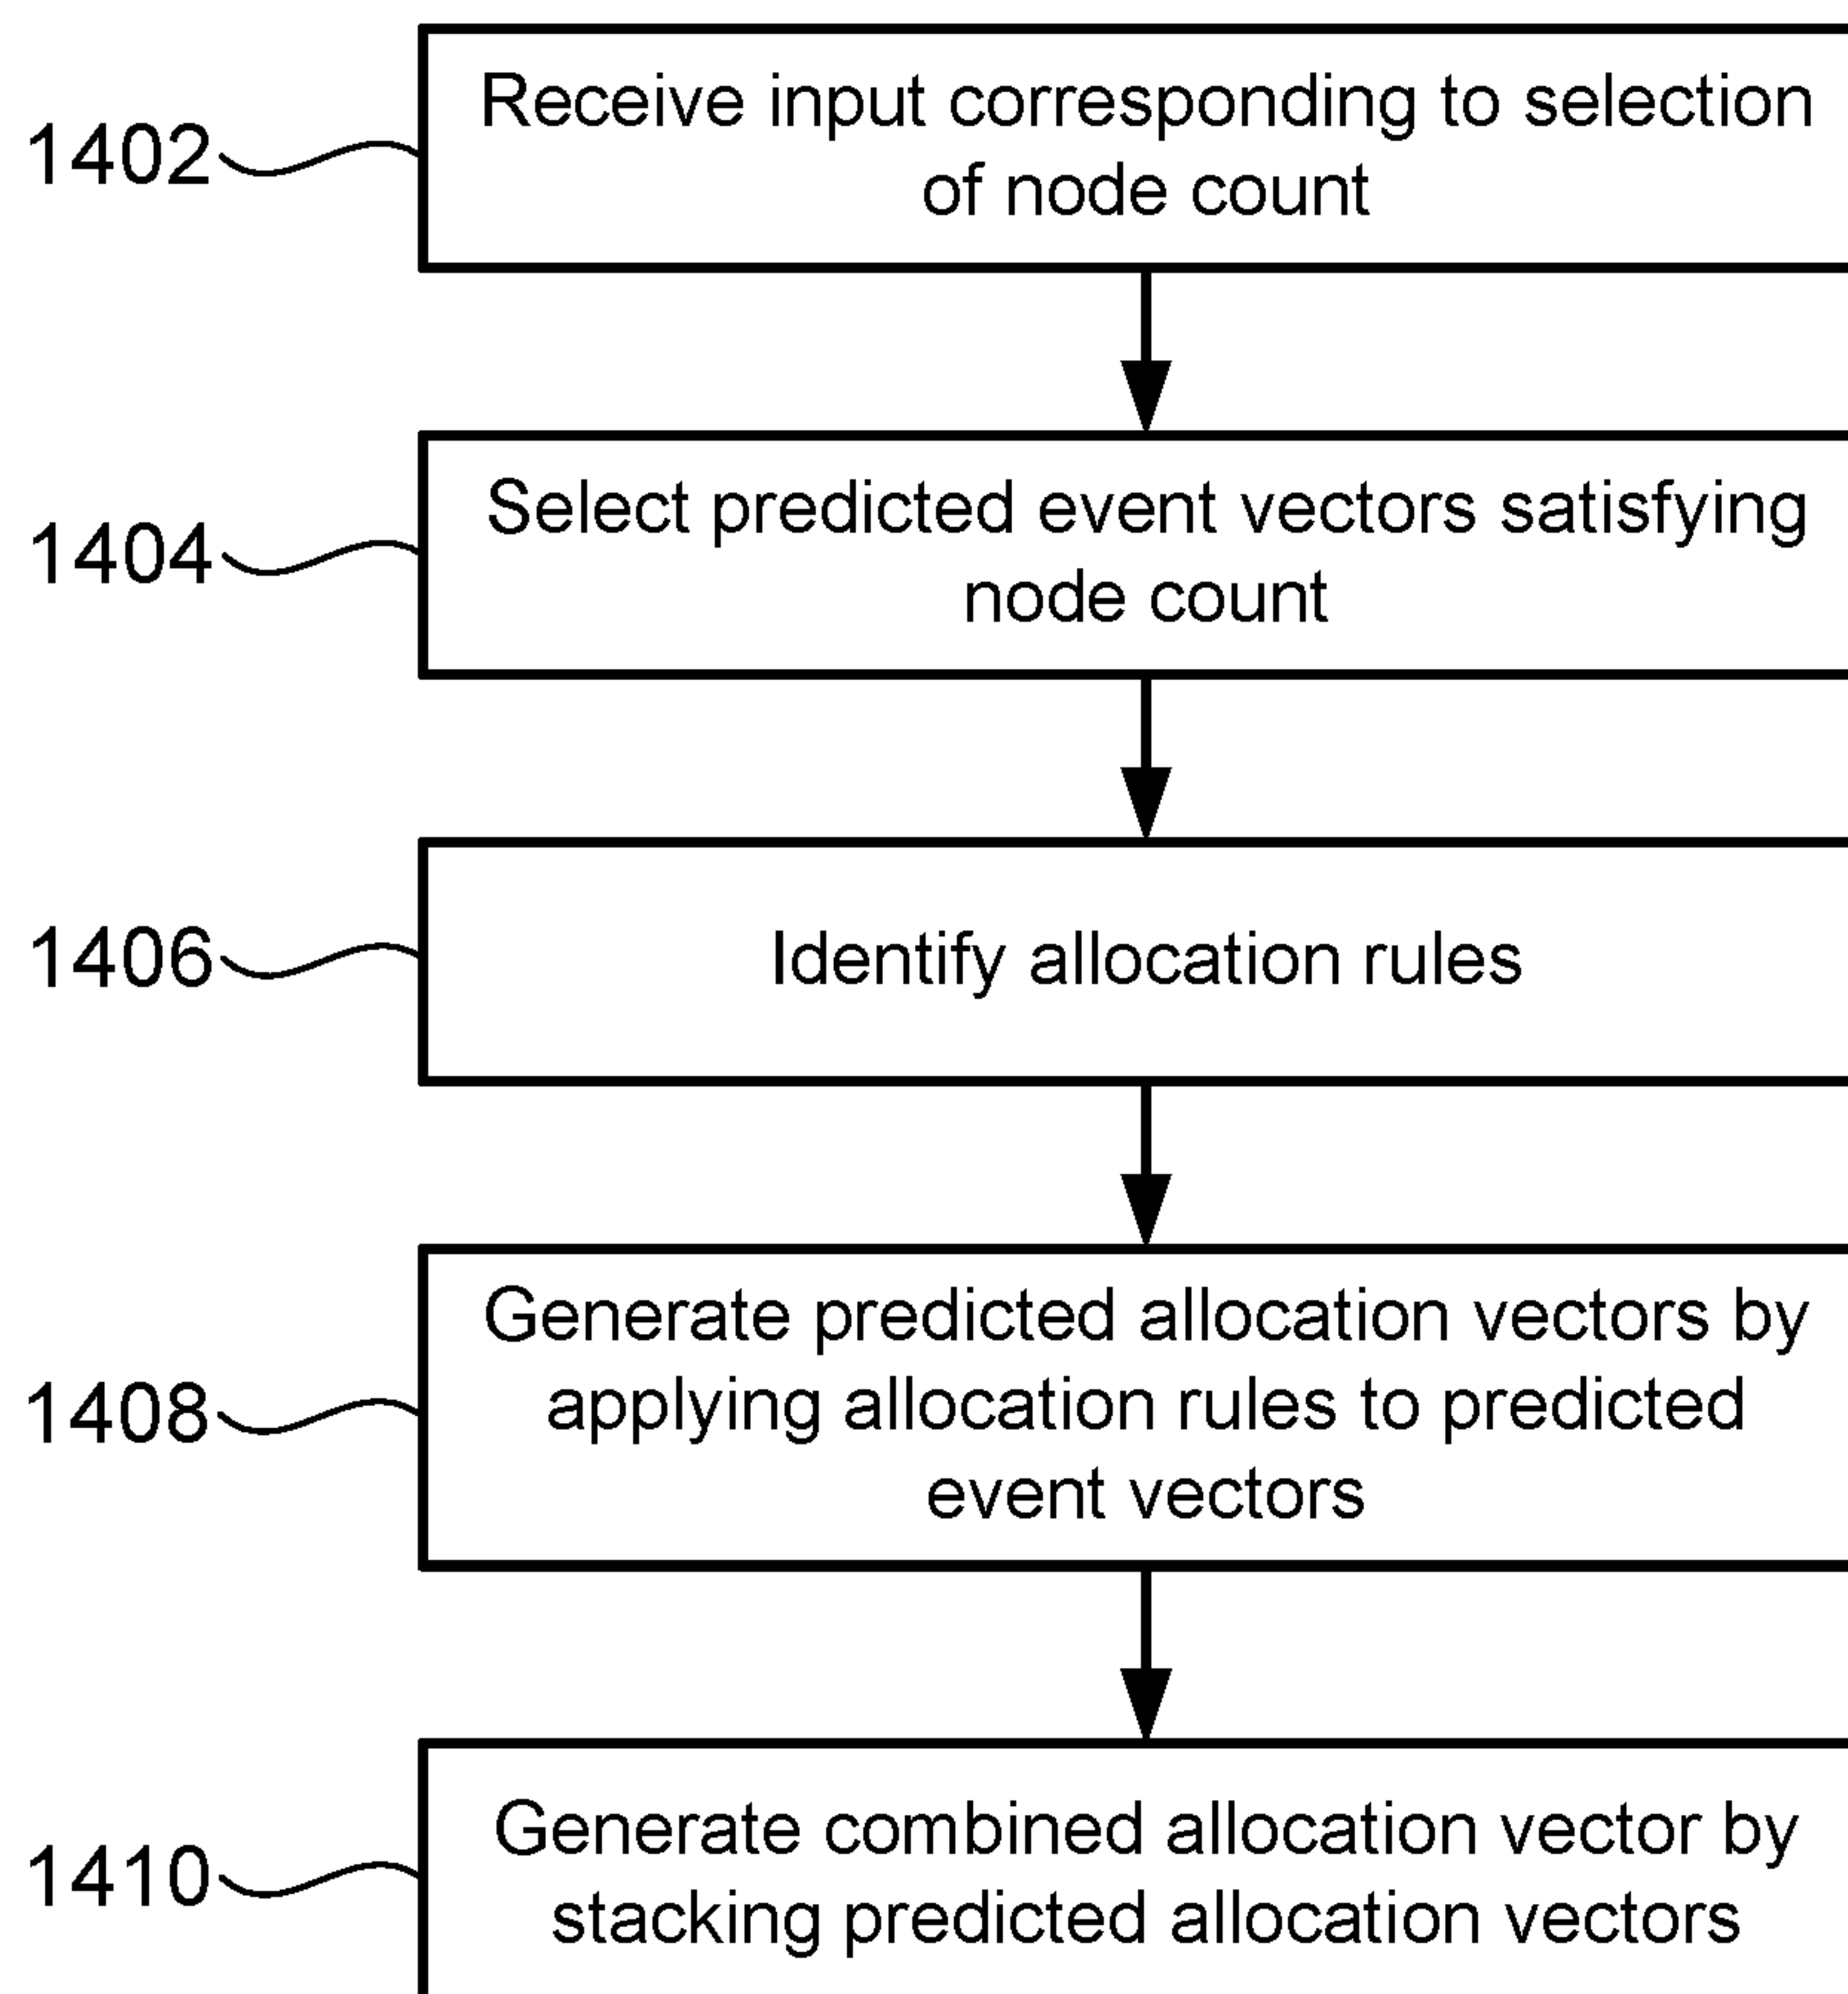 1402
Receive input corresponding to selection
of node count
1404
Select predicted event vectors satisfying
node count
1406
Identify allocation rules
1408
Generate predicted allocation vectors by
applying allocation rules to predicted
event vectors
1410
Generate combined allocation vector by
stacking predicted allocation vectors